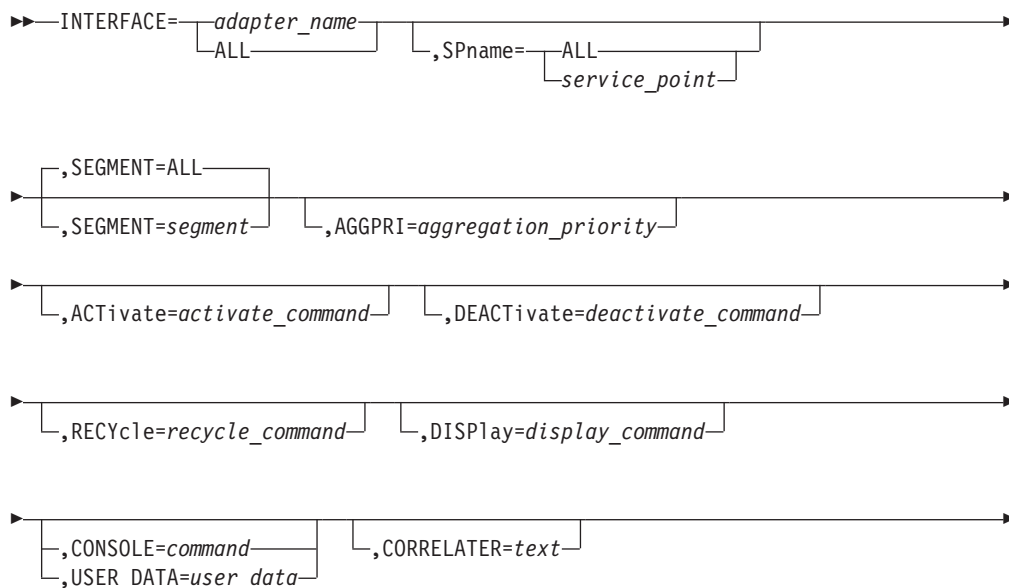 INTERFACE= adapter_name
ALL
,SPname= ALL
service_point
,SEGMENT=ALL
,SEGMENT=segment
,AGGPRI=aggregation_priority
,ACTivate=activate_command
,DEACTivate=deactivate_command
,RECYcle=recycle_command
,DISPlay=display_command
,CONSOLE=command
,USER DATA=user data
,CORRELATER=text